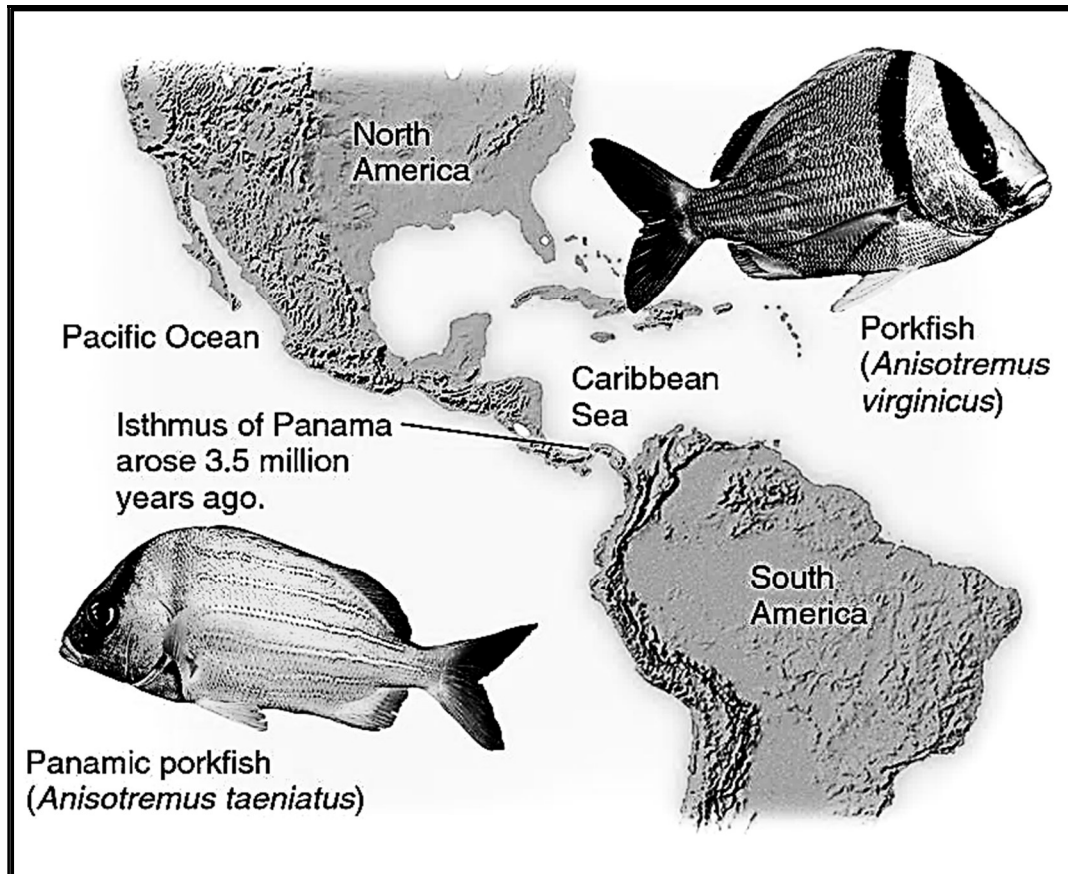 North
America
Pacific Ocean
Caribbean
Sea
Porkfish
(Anisotremus
virginicus)
Isthmus of Panama
arose 3.5 million
years ago.
South
America
Panamic porkfish
(Anisotremus taeniatus)